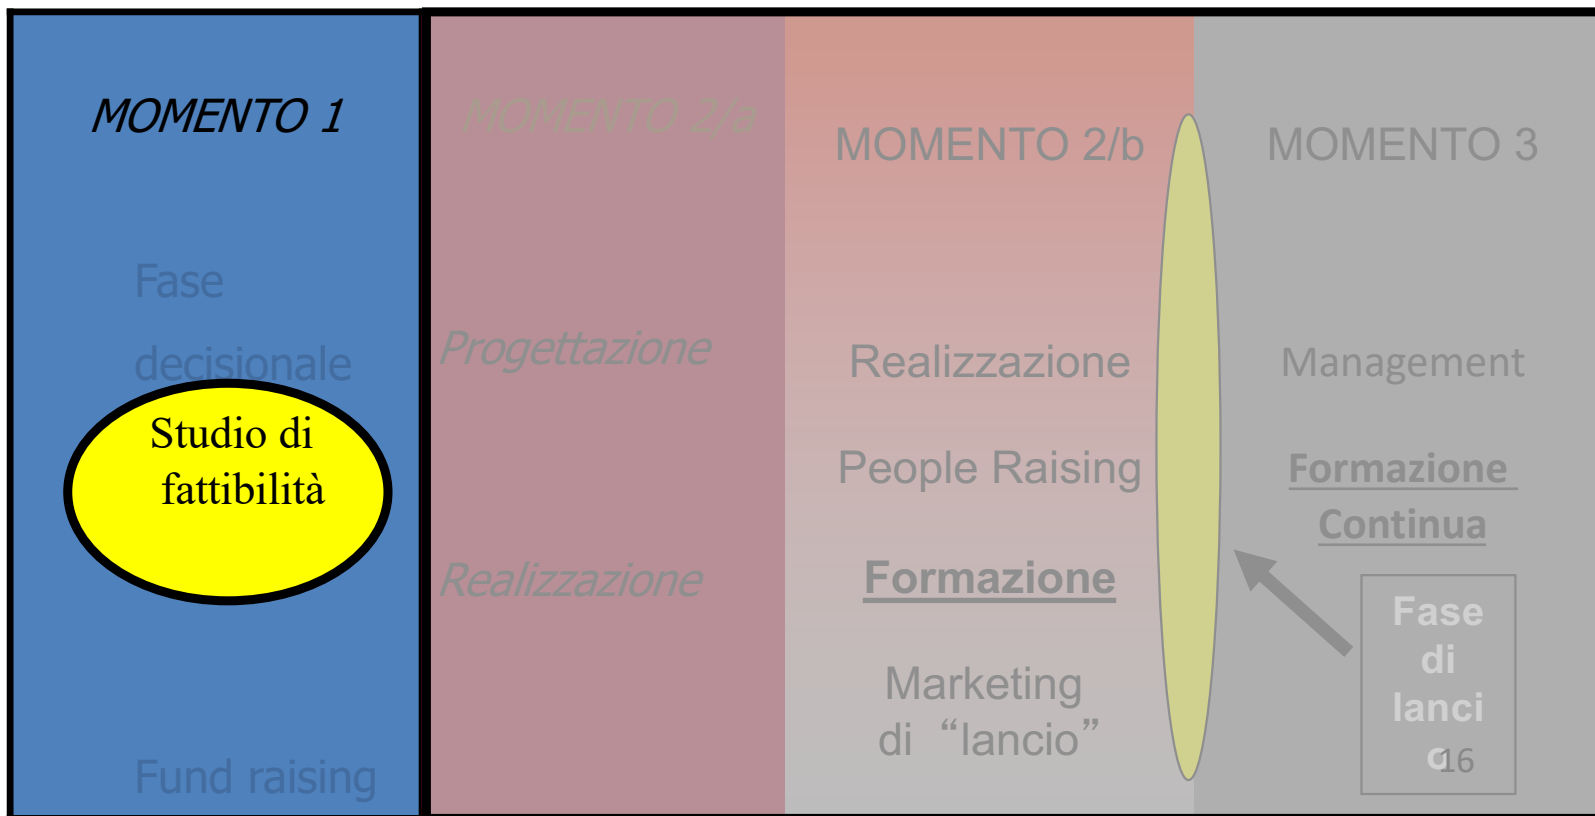 MOMENTO 1
Fase
decisionale
Studio di
fattibilità
Fund raising
MOMENTO 2/a
Progettazione
Realizzazione
MOMENTO 2/b
Realizzazione
People Raising
Formazione
Marketing
di “lancio”
MOMENTO 3
Management
Formazione
Continua
Fase
di
lanci
o
16